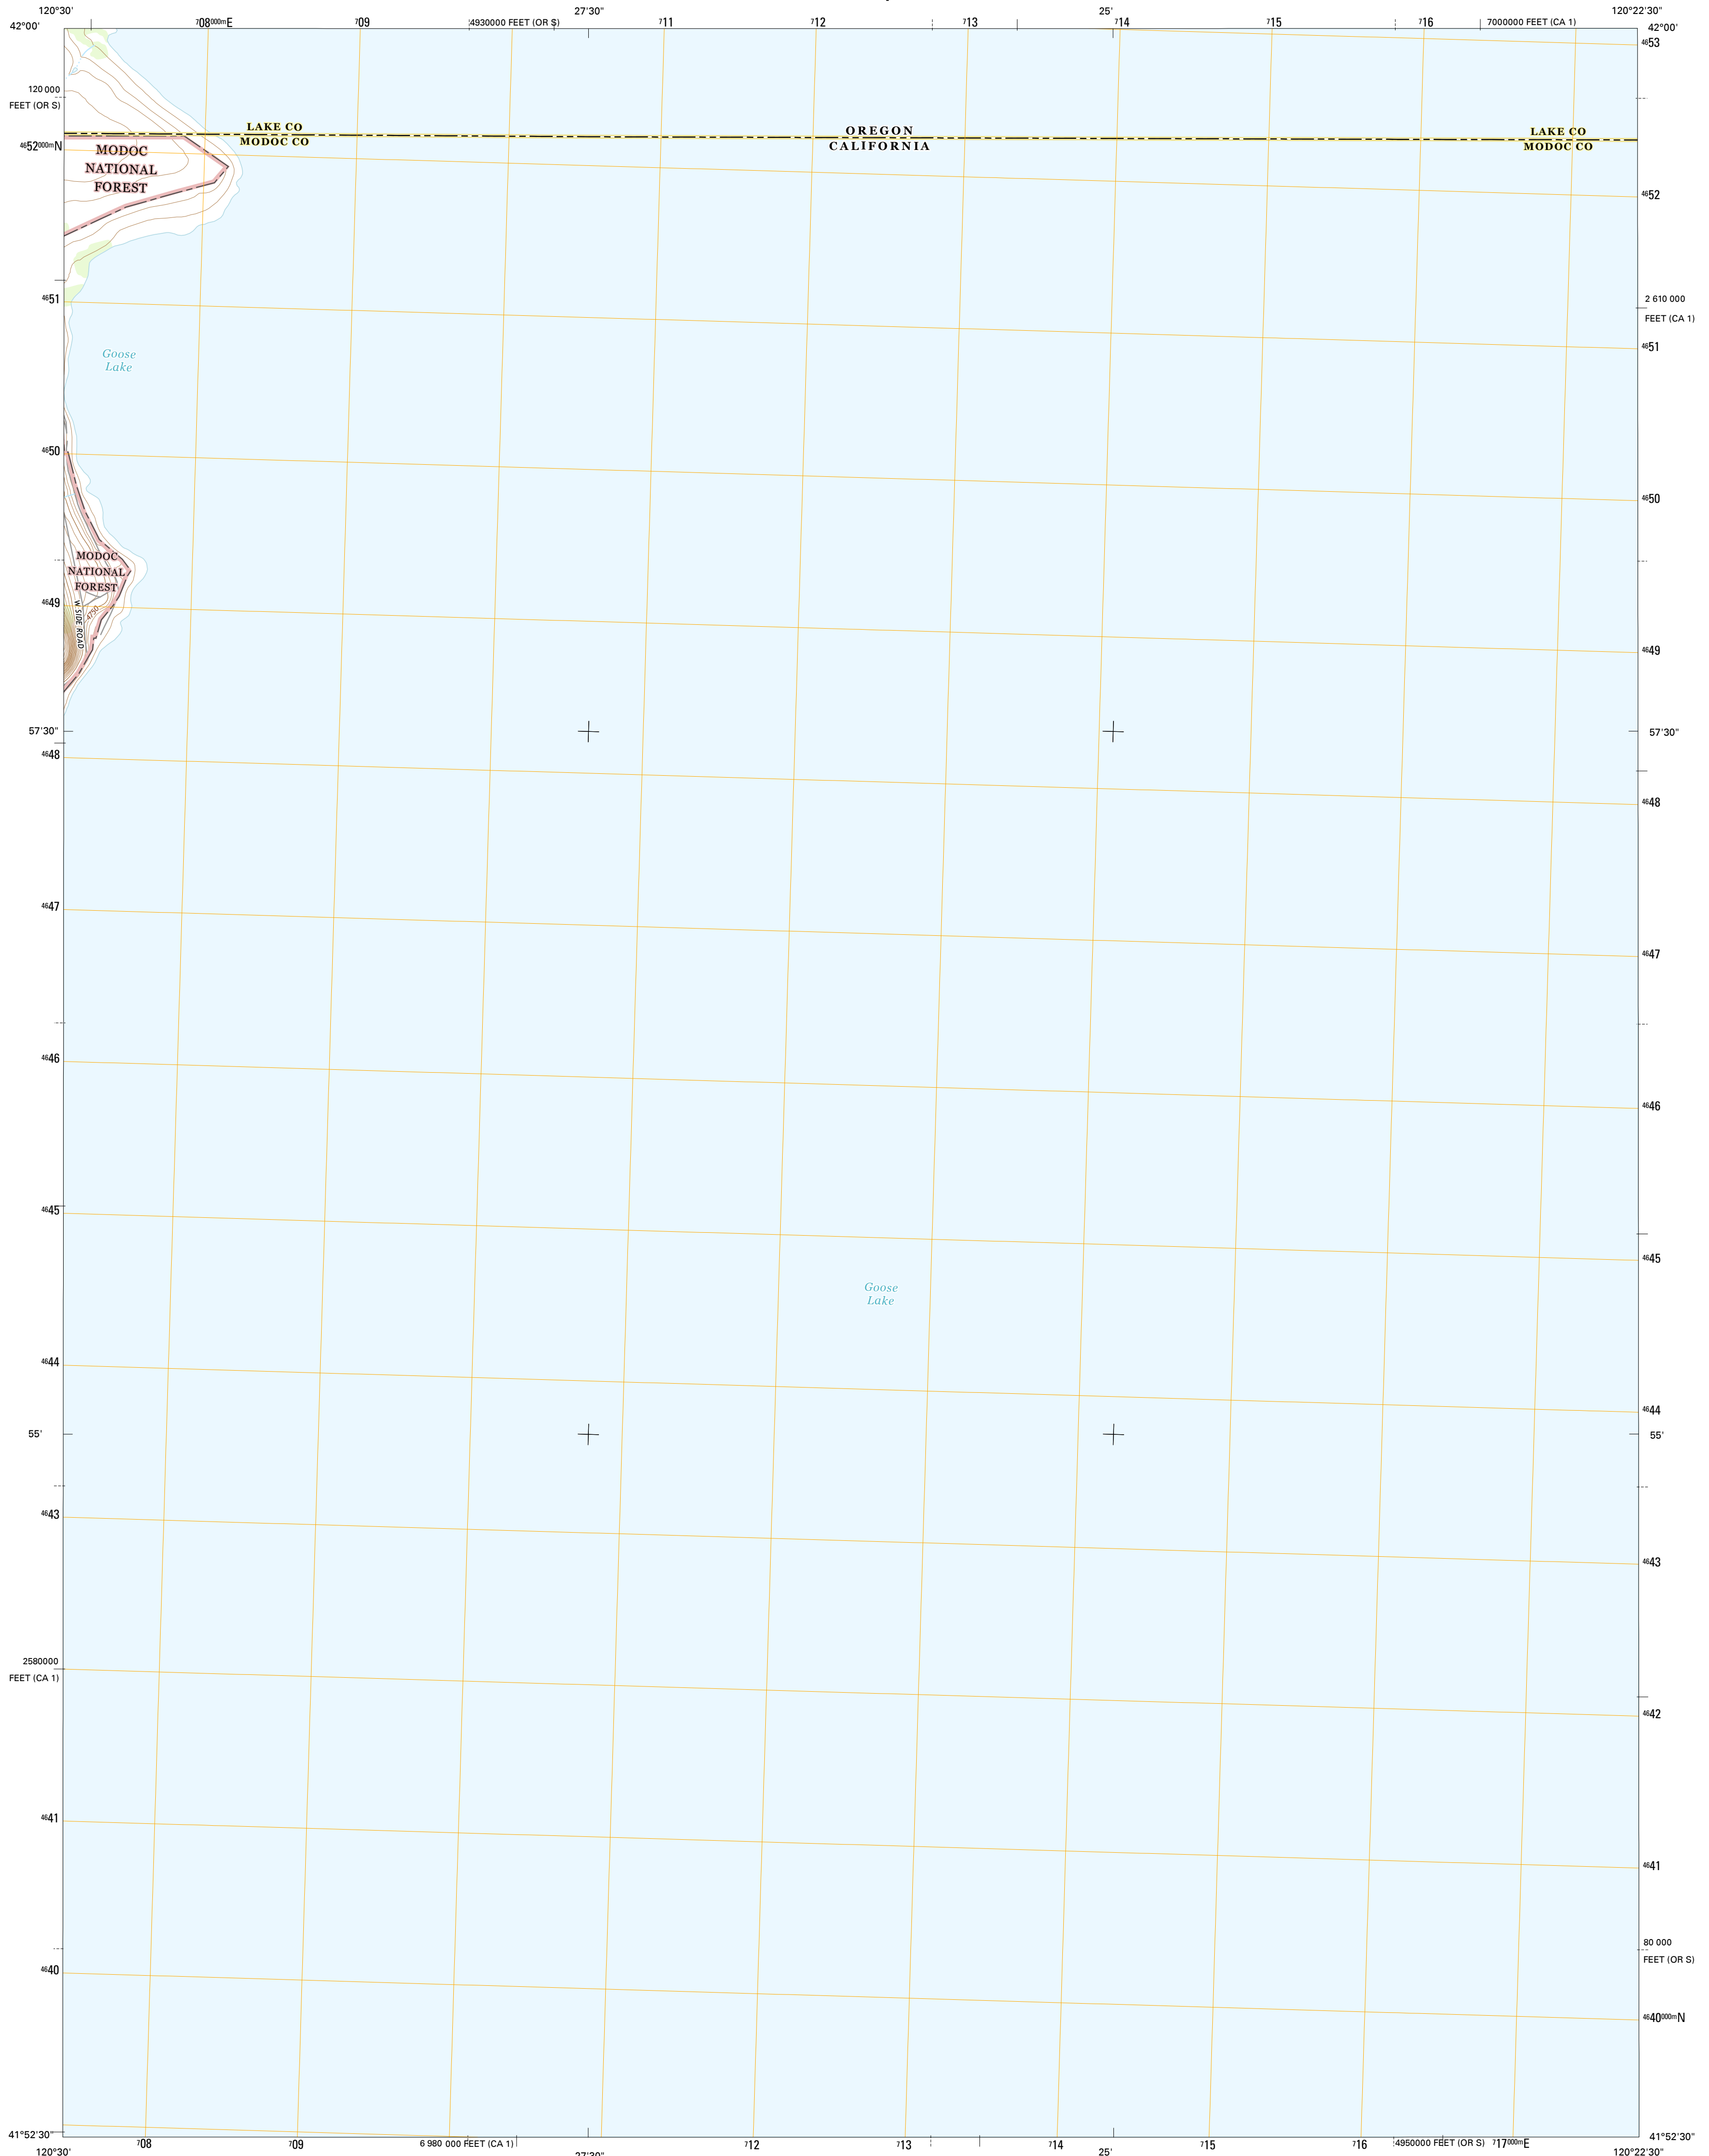 120°30'
27'30"
25'
120°22'30"
42°00'
708000mE
709
4930000 FEET (OR S)
711
712
713
714
715
716
7000000 FEET (CA 1)
42°00'
4653
120 000
FEET (OR S)
LAKE CO
MODOC CO
OREGON
CALIFORNIA
LAKE CO
MODOC CO
4652000mN
MODOC
NATIONAL
FOREST
4652
4651
2 610 000
FEET (CA 1)
4651
Goose
Lake
4650
4650
MODOC
NATIONAL
FOREST
4649
4750
W SIDE ROAD
4649
57'30"
57'30"
4648
4648
4647
4647
4646
4646
4645
4645
Goose
Lake
4644
4644
55'
55'
4643
4643
2580000
FEET (CA 1)
4642
4641
4641
80 000
FEET (OR S)
4640
4640000mN
41°52'30"
41°52'30"
708
709
6 980 000 FEET (CA 1)
712
713
714
715
716
4950000 FEET (OR S)
717000mE
120°30'
27'30"
25'
120°22'30"